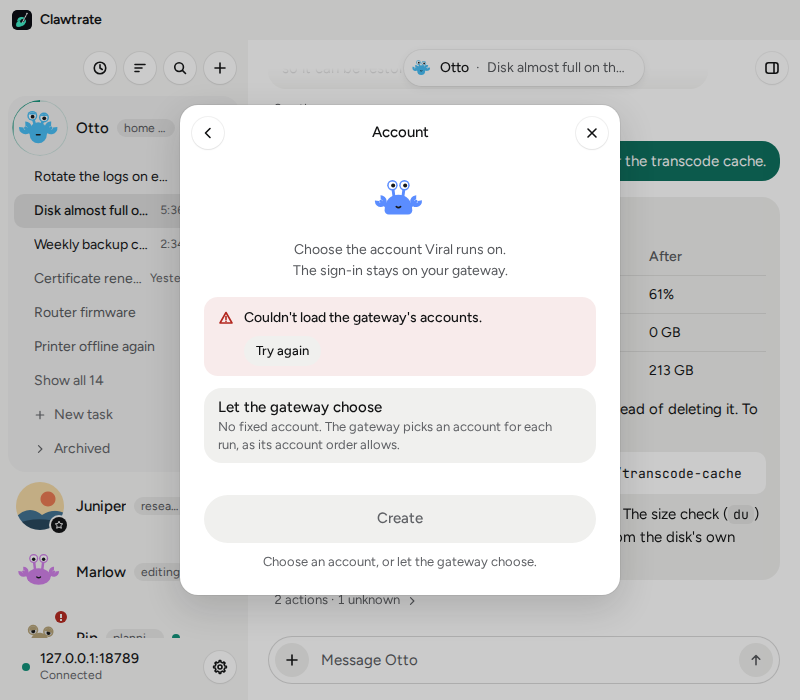 Clawtrate
Otto · Disk almost full on th...
Otto home ...
Rotate the logs on e...
Disk almost full o... 5:36
Weekly backup c... 2:34
Certificate rene... Yeste
Router firmware
Printer offline again
Show all 14
+ New task
Archived
Juniper resea...
Marlow editing
Pip planni...
127.0.0.1:18789
Connected
Account
Choose the account Viral runs on.
The sign-in stays on your gateway.
Couldn't load the gateway's accounts.
Try again
Let the gateway choose
No fixed account. The gateway picks an account for each
run, as its account order allows.
Create
Choose an account, or let the gateway choose.
the transcode cache.
After
61%
0 GB
213 GB
ead of deleting it. To
/transcode-cache
The size check ( du )
om the disk's own
2 actions · 1 unknown
Message Otto